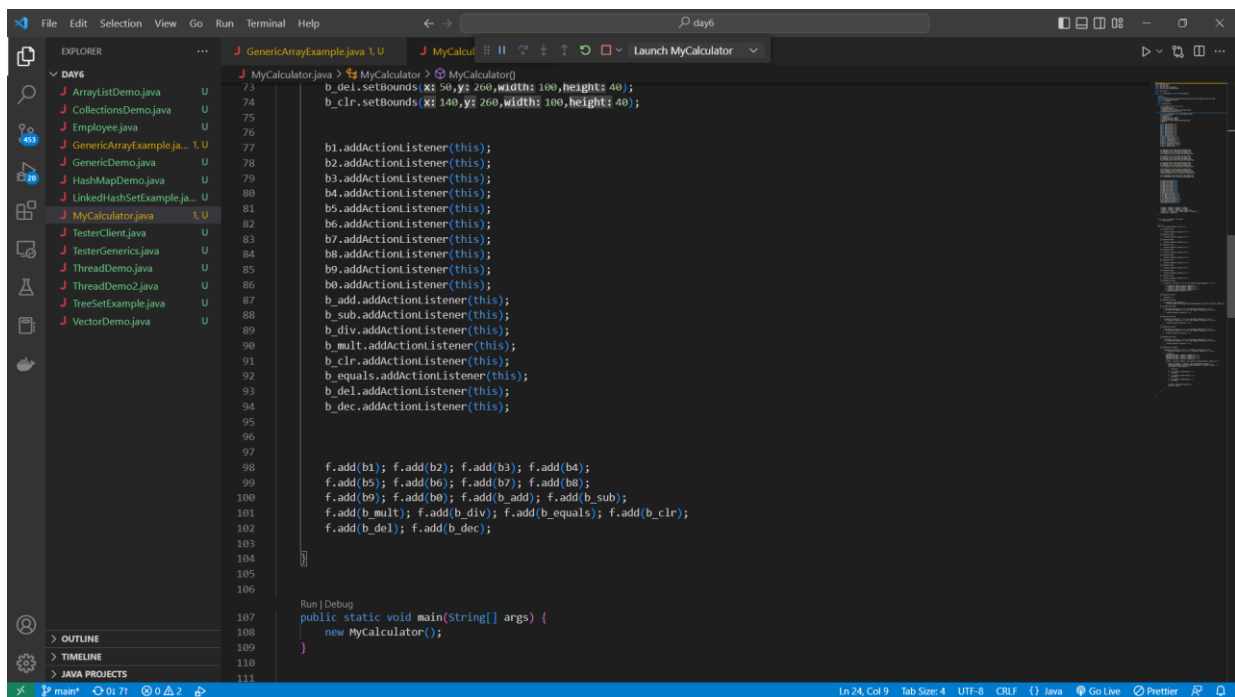 File Edit Selection View Go Run Terminal Help
day6
EXPLORER
GenericArrayExample.java 1, U
MyCalcul
Launch MyCalculator
DAY6
MyCalculator.java > MyCalculator > MyCalculator()
ArrayListDemo.java U
CollectionsDemo.java U
Employee.java U
GenericArrayExample.ja... 1, U
GenericDemo.java U
HashMapDemo.java U
LinkedHashSetExample.ja... U
MyCalculator.java 1, U
TesterClient.java U
TesterGenerics.java U
ThreadDemo.java U
ThreadDemo2.java U
TreeSetExample.java U
VectorDemo.java U
453
20
73 b_del.setBounds(x: 50,y: 260,width: 100,height: 40);
74 b_clr.setBounds(x: 140,y: 260,width: 100,height: 40);
75
76
77 b1.addActionListener(this);
78 b2.addActionListener(this);
79 b3.addActionListener(this);
80 b4.addActionListener(this);
81 b5.addActionListener(this);
82 b6.addActionListener(this);
83 b7.addActionListener(this);
84 b8.addActionListener(this);
85 b9.addActionListener(this);
86 b0.addActionListener(this);
87 b_add.addActionListener(this);
88 b_sub.addActionListener(this);
89 b_div.addActionListener(this);
90 b_mult.addActionListener(this);
91 b_clr.addActionListener(this);
92 b_equals.addActionListener(this);
93 b_del.addActionListener(this);
94 b_dec.addActionListener(this);
95
96
97
98 f.add(b1); f.add(b2); f.add(b3); f.add(b4);
99 f.add(b5); f.add(b6); f.add(b7); f.add(b8);
100 f.add(b9); f.add(b0); f.add(b_add); f.add(b_sub);
101 f.add(b_mult); f.add(b_div); f.add(b_equals); f.add(b_clr);
102 f.add(b_del); f.add(b_dec);
103
104 }
105
106
Run | Debug
107 public static void main(String[] args) {
108 new MyCalculator();
109 }
110
111
OUTLINE
TIMELINE
JAVA PROJECTS
main* 0↓ 7↑ 0 2
Ln 24, Col 9 Tab Size: 4 UTF-8 CRLF {} Java Go Live Prettier